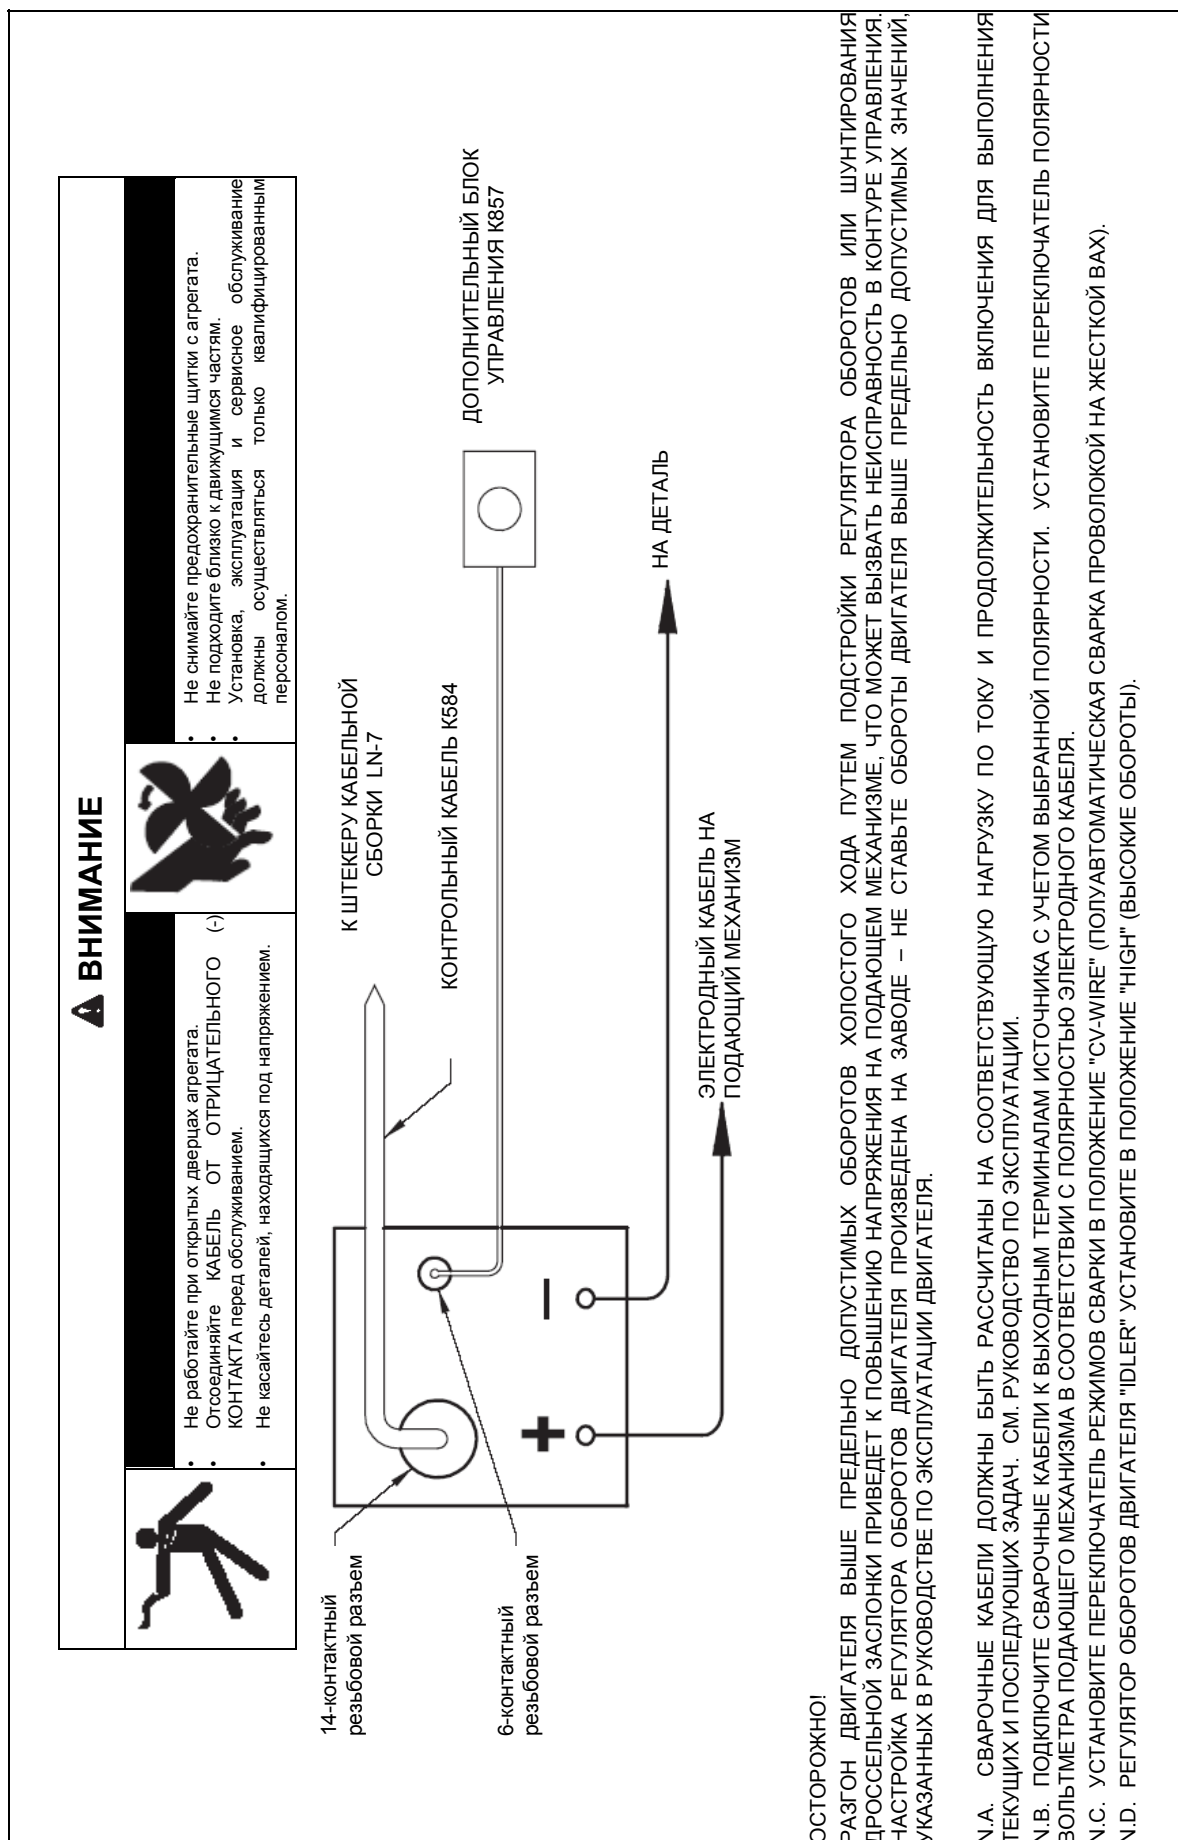 ВНИМАНИЕ
• Не работайте при открытых дверцах агрегата.
• Отсоединяйте КАБЕЛЬ ОТ ОТРИЦАТЕЛЬНОГО (-)
КОНТАКТА перед обслуживанием.
• Не касайтесь деталей, находящихся под напряжением.
• Не снимайте предохранительные щитки с агрегата.
• Не подходите близко к движущимся частям.
• Установка, эксплуатация и сервисное обслуживание
должны осуществляться только квалифицированным
персоналом.
14-контактный
резьбовой разъем
6-контактный
резьбовой разъем
К ШТЕКЕРУ КАБЕЛЬНОЙ
СБОРКИ LN-7
КОНТРОЛЬНЫЙ КАБЕЛЬ K584
ДОПОЛНИТЕЛЬНЫЙ БЛОК
УПРАВЛЕНИЯ K857
+
–
НА ДЕТАЛЬ
ЭЛЕКТРОДНЫЙ КАБЕЛЬ НА
ПОДАЮЩИЙ МЕХАНИЗМ
ОСТОРОЖНО!
РАЗГОН ДВИГАТЕЛЯ ВЫШЕ ПРЕДЕЛЬНО ДОПУСТИМЫХ ОБОРОТОВ ХОЛОСТОГО ХОДА ПУТЕМ ПОДСТРОЙКИ РЕГУЛЯТОРА ОБОРОТОВ ИЛИ ШУНТИРОВАНИЯ
ДРОССЕЛЬНОЙ ЗАСЛОНКИ ПРИВЕДЕТ К ПОВЫШЕНИЮ НАПРЯЖЕНИЯ НА ПОДАЮЩЕМ МЕХАНИЗМЕ, ЧТО МОЖЕТ ВЫЗВАТЬ НЕИСПРАВНОСТЬ В КОНТУРЕ УПРАВЛЕНИЯ.
НАСТРОЙКА РЕГУЛЯТОРА ОБОРОТОВ ДВИГАТЕЛЯ ПРОИЗВЕДЕНА НА ЗАВОДЕ – НЕ СТАВЬТЕ ОБОРОТЫ ДВИГАТЕЛЯ ВЫШЕ ПРЕДЕЛЬНО ДОПУСТИМЫХ ЗНАЧЕНИЙ,
УКАЗАННЫХ В РУКОВОДСТВЕ ПО ЭКСПЛУАТАЦИИ ДВИГАТЕЛЯ.
N.A. СВАРОЧНЫЕ КАБЕЛИ ДОЛЖНЫ БЫТЬ РАССЧИТАНЫ НА СООТВЕТСТВУЮЩУЮ НАГРУЗКУ ПО ТОКУ И ПРОДОЛЖИТЕЛЬНОСТЬ ВКЛЮЧЕНИЯ ДЛЯ ВЫПОЛНЕНИЯ
ТЕКУЩИХ И ПОСЛЕДУЮЩИХ ЗАДАЧ. СМ. РУКОВОДСТВО ПО ЭКСПЛУАТАЦИИ.
N.B. ПОДКЛЮЧИТЕ СВАРОЧНЫЕ КАБЕЛИ К ВЫХОДНЫМ ТЕРМИНАЛАМ ИСТОЧНИКА С УЧЕТОМ ВЫБРАННОЙ ПОЛЯРНОСТИ. УСТАНОВИТЕ ПЕРЕКЛЮЧАТЕЛЬ ПОЛЯРНОСТИ
ВОЛЬТМЕТРА ПОДАЮЩЕГО МЕХАНИЗМА В СООТВЕТСТВИИ С ПОЛЯРНОСТЬЮ ЭЛЕКТРОДНОГО КАБЕЛЯ.
N.C. УСТАНОВИТЕ ПЕРЕКЛЮЧАТЕЛЬ РЕЖИМОВ СВАРКИ В ПОЛОЖЕНИЕ "CV-WIRE" (ПОЛУАВТОМАТИЧЕСКАЯ СВАРКА ПРОВОЛОКОЙ НА ЖЕСТКОЙ ВАХ).
N.D. РЕГУЛЯТОР ОБОРОТОВ ДВИГАТЕЛЯ "IDLER" УСТАНОВИТЕ В ПОЛОЖЕНИЕ "HIGH" (ВЫСОКИЕ ОБОРОТЫ).